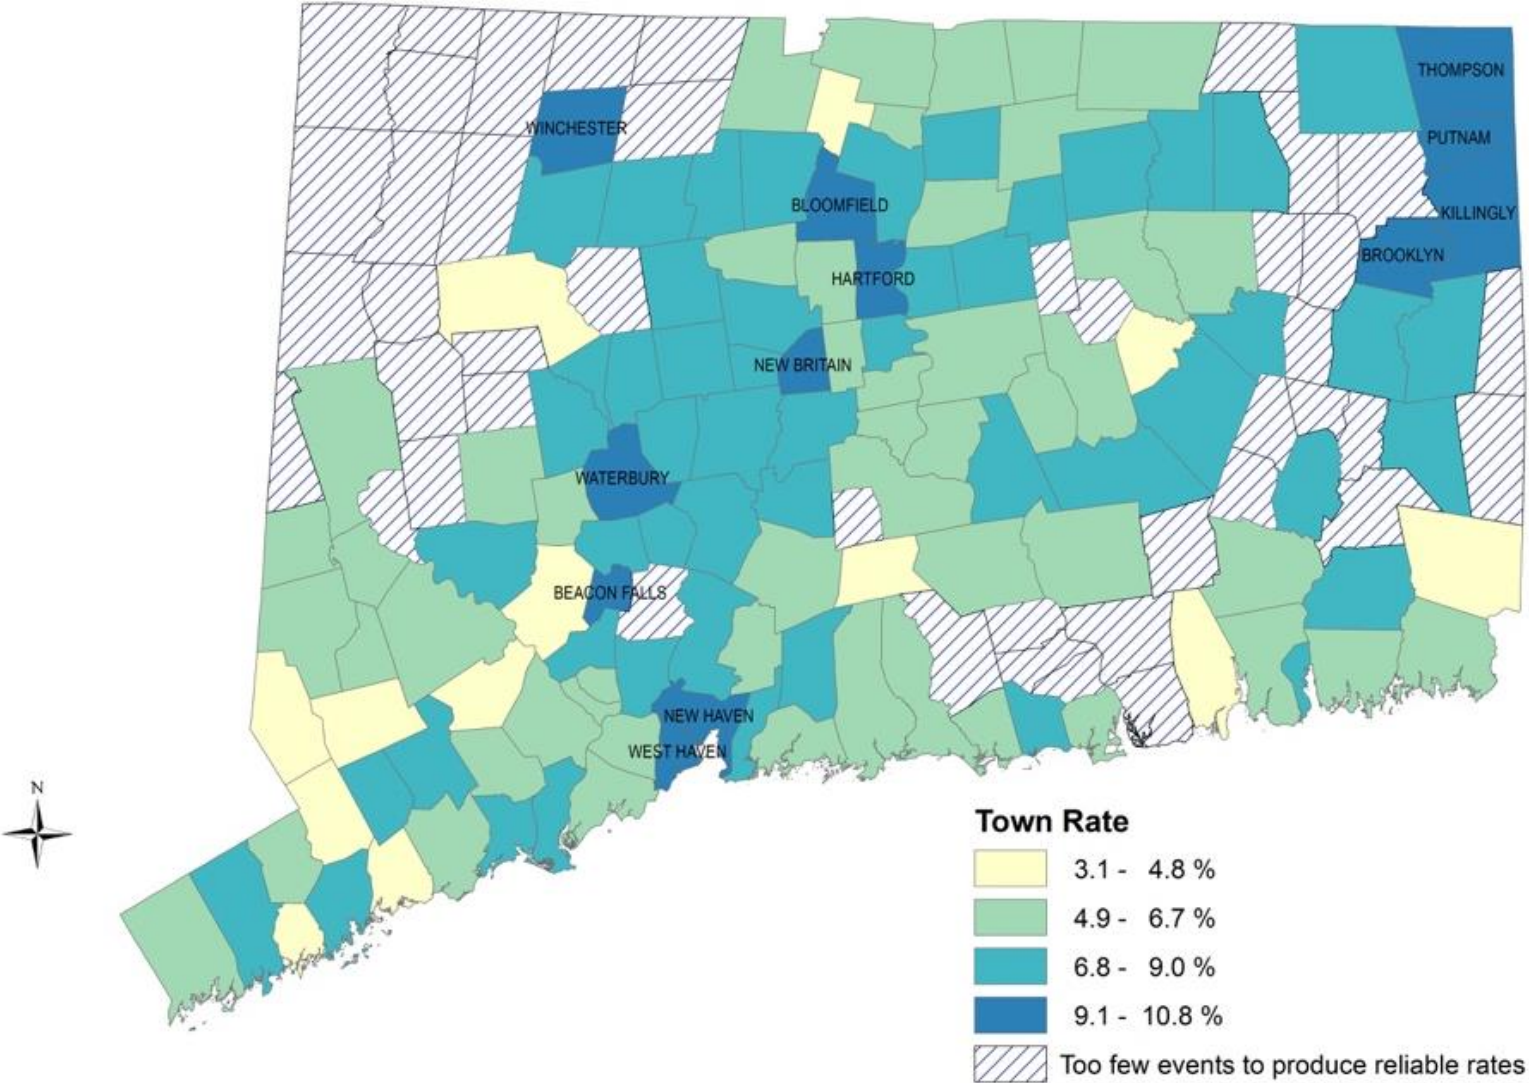 THOMPSON
WINCHESTER
PUTNAM
BLOOMFIELD
KILLINGLY
BROOKLYN
HARTFORD
NEW BRITAIN
WATERBURY
BEACON FALLS
NEW HAVEN
WEST HAVEN
N
Town Rate
3.1 - 4.8 %
4.9 - 6.7 %
6.8 - 9.0 %
9.1 - 10.8 %
Too few events to produce reliable rates